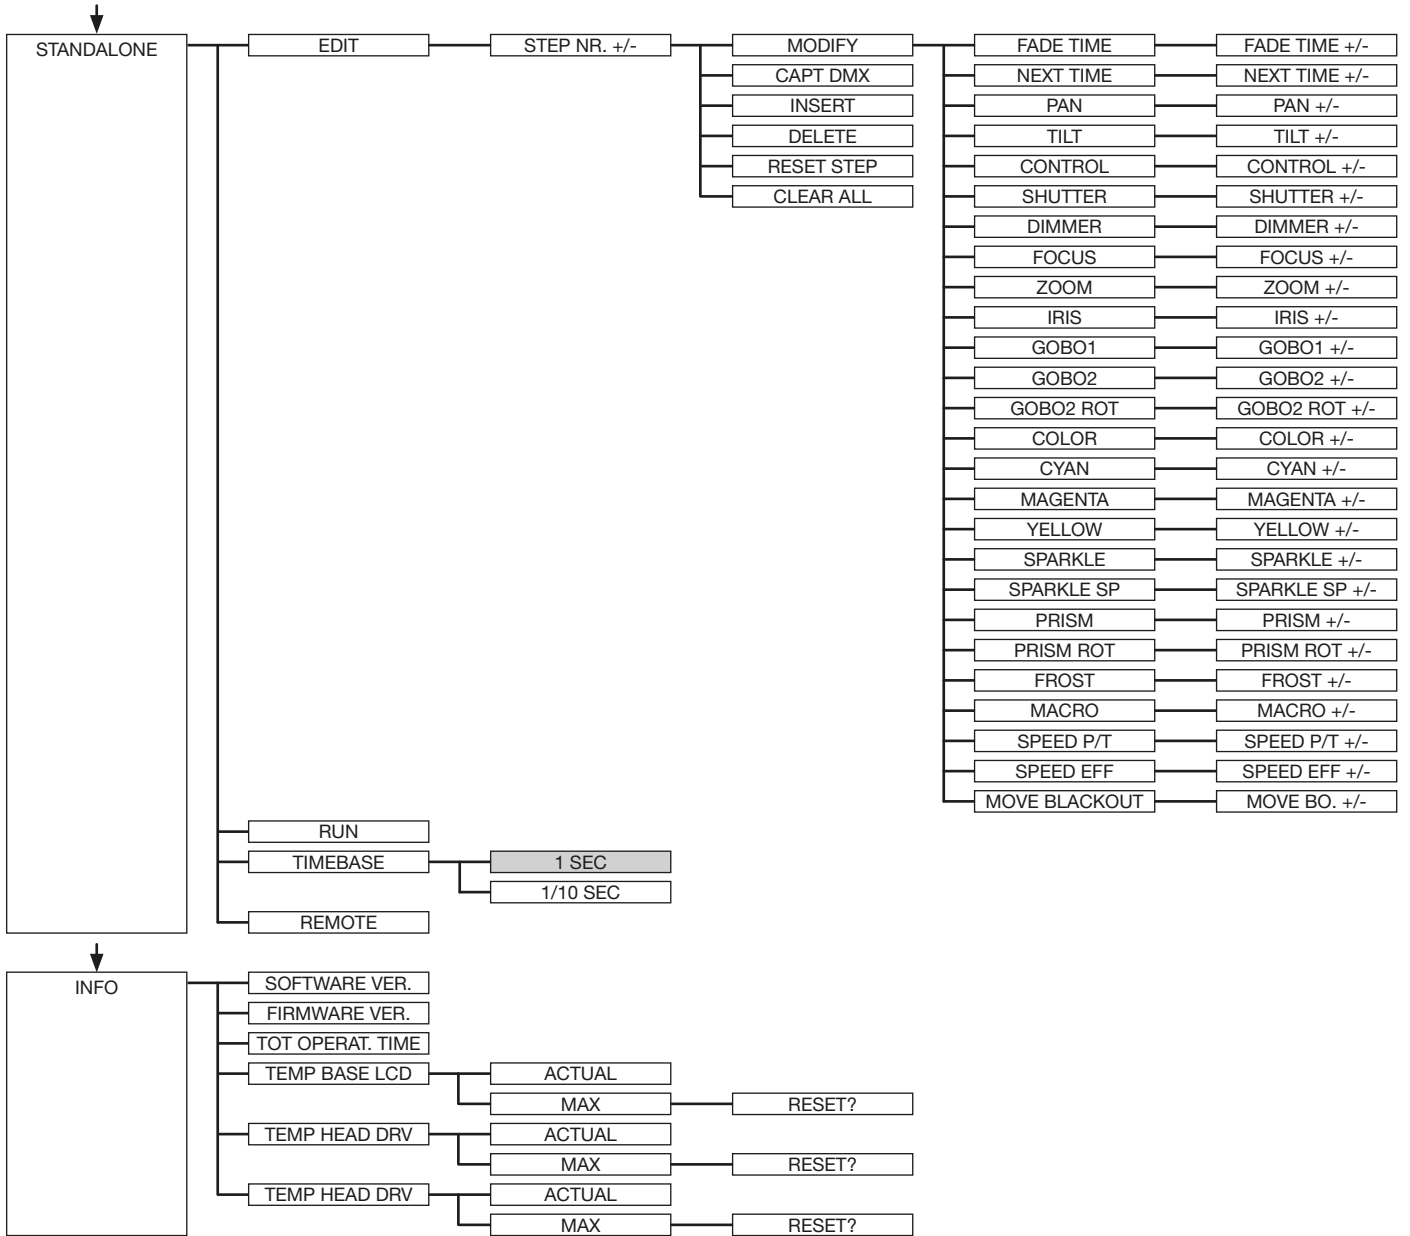 STANDALONE EDIT STEP NR. +/- MODIFY FADE TIME FADE TIME +/-
CAPT DMX NEXT TIME NEXT TIME +/-
INSERT PAN PAN +/-
DELETE TILT TILT +/-
RESET STEP CONTROL CONTROL +/-
CLEAR ALL SHUTTER SHUTTER +/-
DIMMER DIMMER +/-
FOCUS FOCUS +/-
ZOOM ZOOM +/-
IRIS IRIS +/-
GOBO1 GOBO1 +/-
GOBO2 GOBO2 +/-
GOBO2 ROT GOBO2 ROT +/-
COLOR COLOR +/-
CYAN CYAN +/-
MAGENTA MAGENTA +/-
YELLOW YELLOW +/-
SPARKLE SPARKLE +/-
SPARKLE SP SPARKLE SP +/-
PRISM PRISM +/-
PRISM ROT PRISM ROT +/-
FROST FROST +/-
MACRO MACRO +/-
SPEED P/T SPEED P/T +/-
SPEED EFF SPEED EFF +/-
MOVE BLACKOUT MOVE BO. +/-
RUN
TIMEBASE 1 SEC
1/10 SEC
REMOTE
INFO SOFTWARE VER.
FIRMWARE VER.
TOT OPERAT. TIME
TEMP BASE LCD ACTUAL
MAX RESET?
TEMP HEAD DRV ACTUAL
MAX RESET?
TEMP HEAD DRV ACTUAL
MAX RESET?